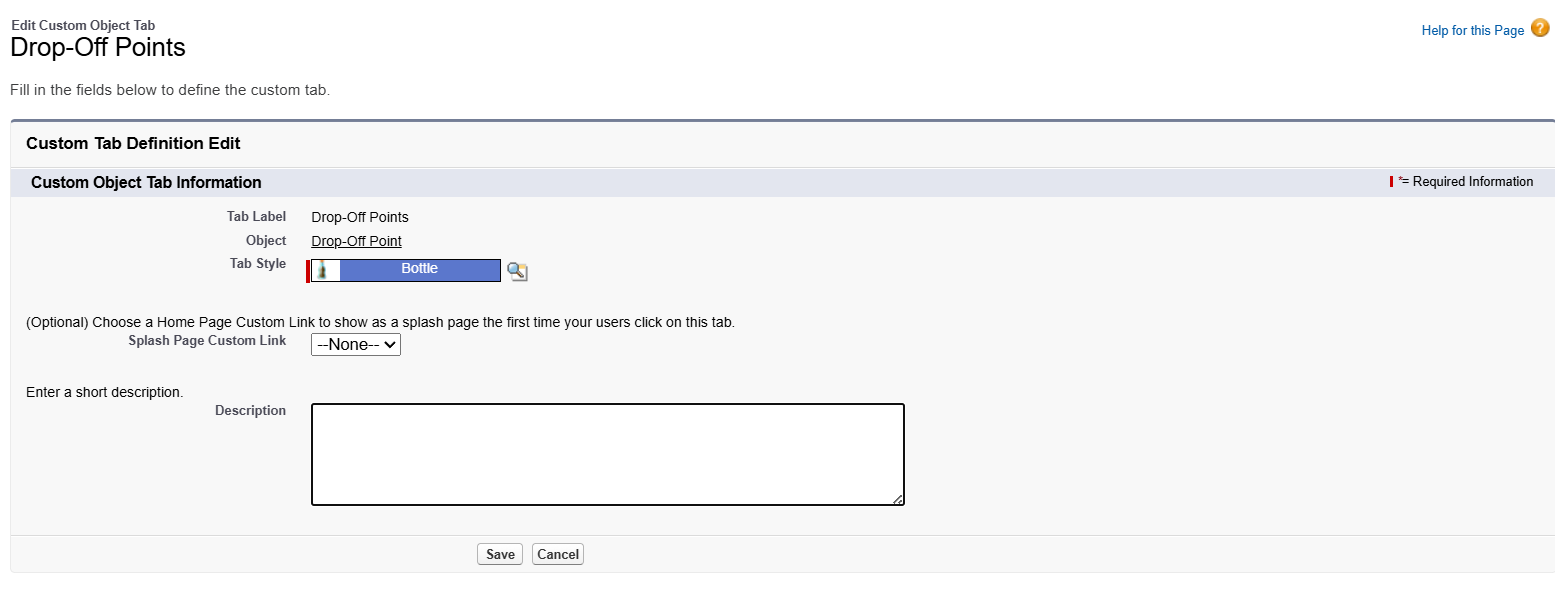 Edit Custom Object Tab
Drop-Off Points
Help for this Page ?
Fill in the fields below to define the custom tab.
Custom Tab Definition Edit
Custom Object Tab Information
*= Required Information
Tab Label Drop-Off Points
Object Drop-Off Point
Tab Style Bottle
(Optional) Choose a Home Page Custom Link to show as a splash page the first time your users click on this tab.
Splash Page Custom Link --None--
Enter a short description.
Description
Save Cancel